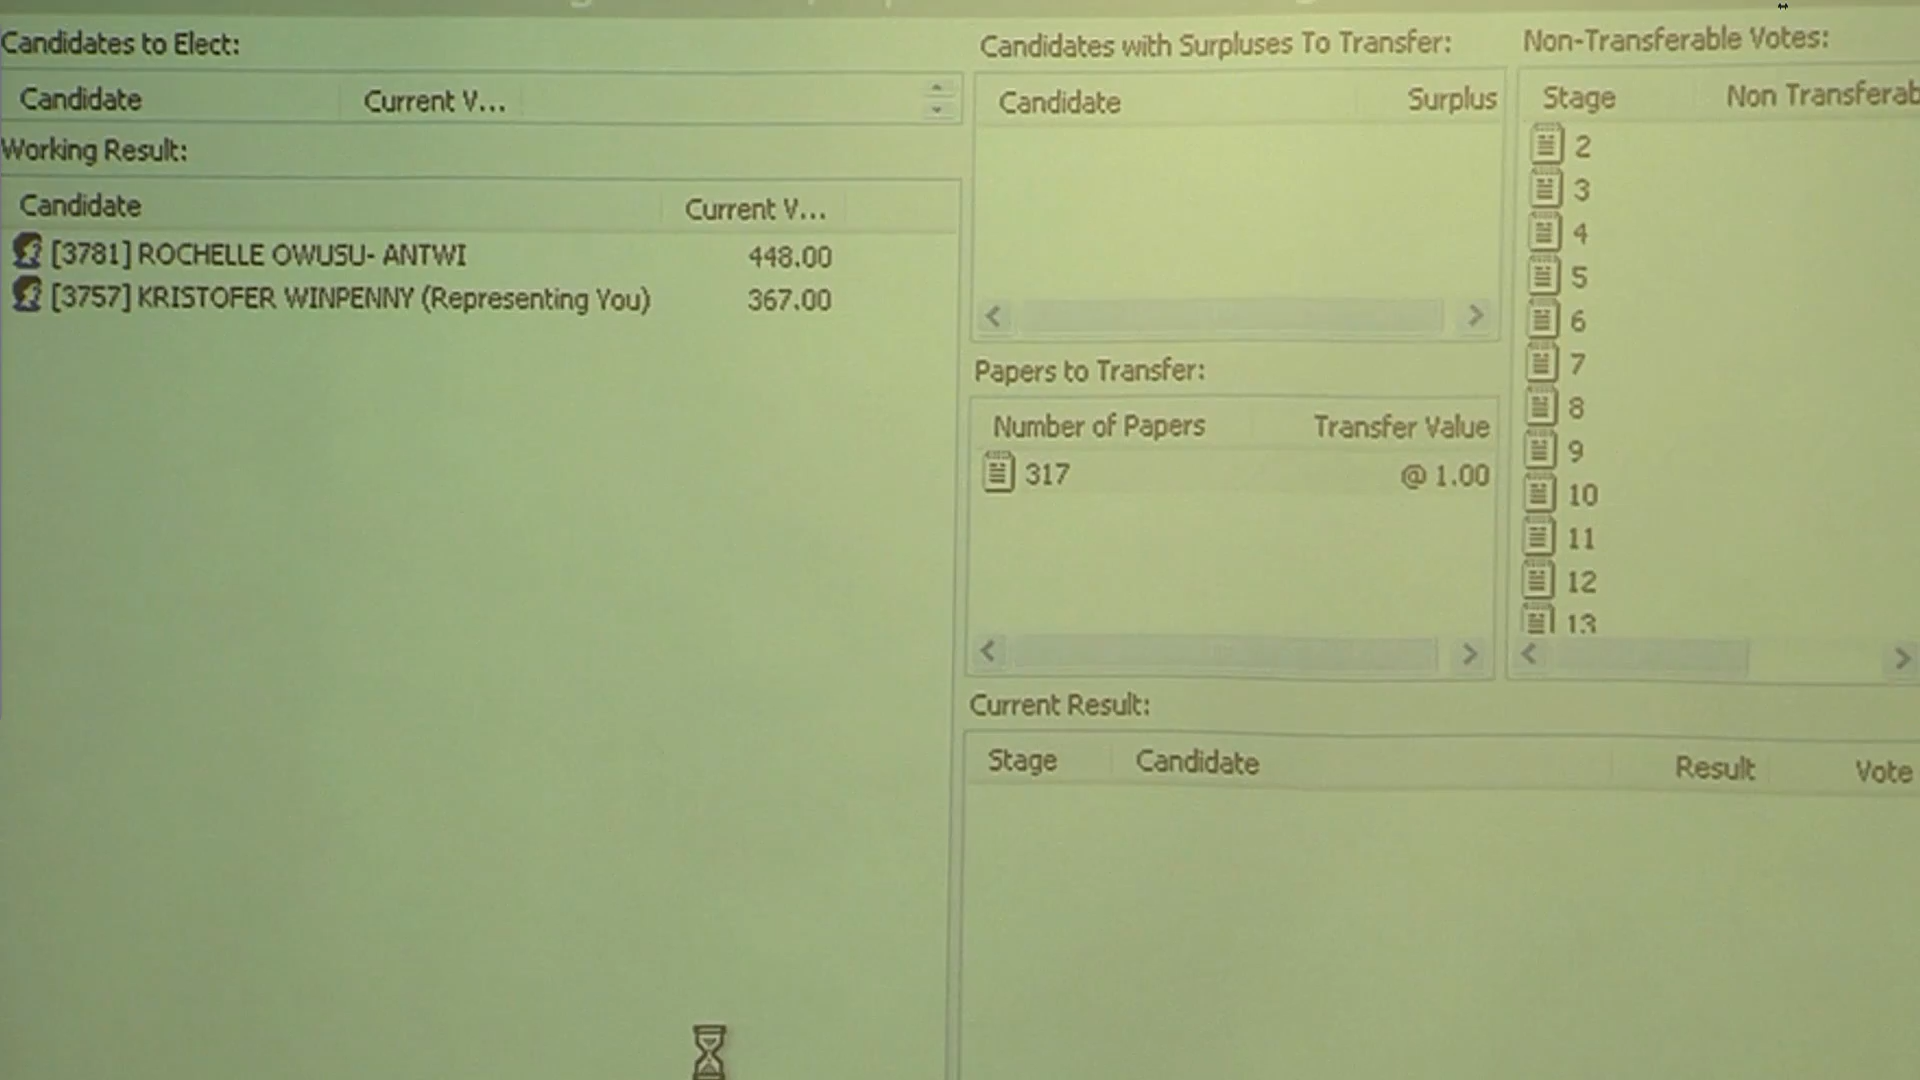 Candidates to Elect:
Candidate Current V...
Working Result:
Candidate Current V...
[3781] ROCHELLE OWUSU- ANTWI 448.00
[3757] KRISTOFER WINPENNY (Representing You) 367.00
Candidates with Surpluses To Transfer:
Candidate Surplus
Papers to Transfer:
Number of Papers Transfer Value
317 @ 1.00
Non-Transferable Votes:
Stage Non Transferab
2
3
4
5
6
7
8
9
10
11
12
13
Current Result:
Stage Candidate Result Vote